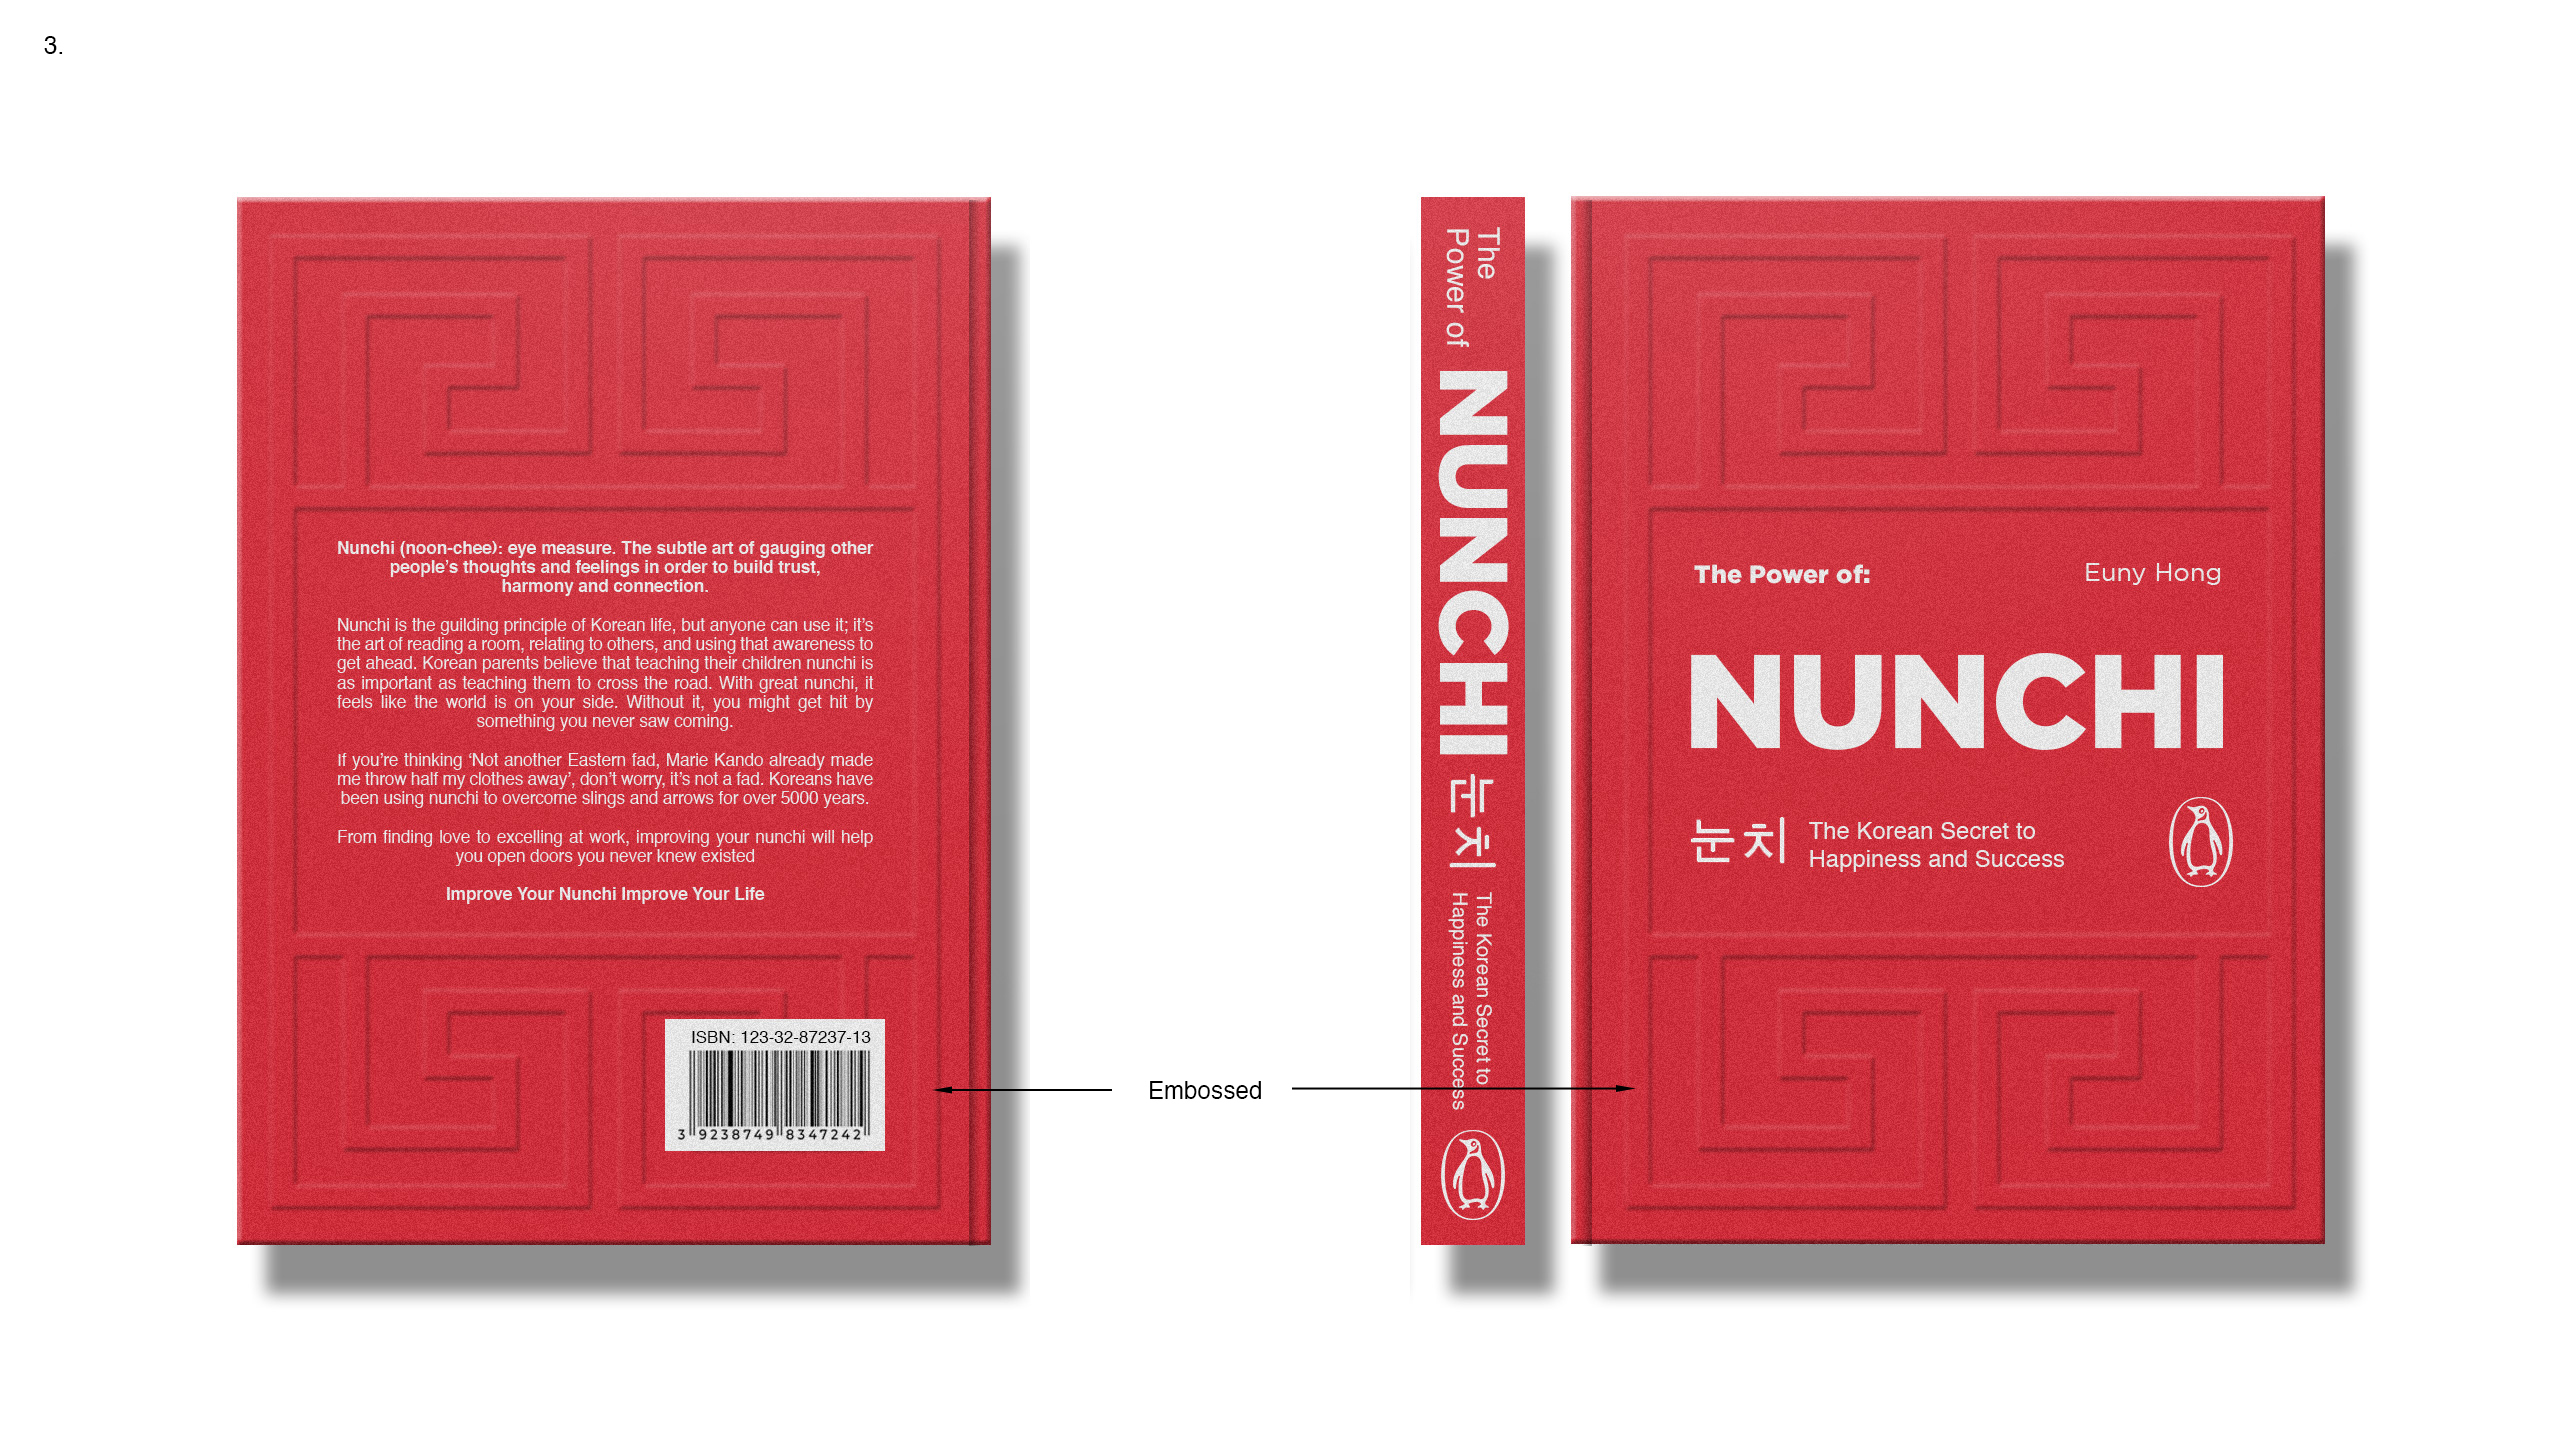 3.
Nunchi (noon-chee): eye measure. The subtle art of gauging other
people’s thoughts and feelings in order to build trust,
harmony and connection.
Nunchi is the guilding principle of Korean life, but anyone can use it; it’s
the art of reading a room, relating to others, and using that awareness to
get ahead. Korean parents believe that teaching their children nunchi is
as important as teaching them to cross the road. With great nunchi, it
feels like the world is on your side. Without it, you might get hit by
something you never saw coming.
If you’re thinking ‘Not another Eastern fad, Marie Kando already made
me throw half my clothes away’, don’t worry, it’s not a fad. Koreans have
been using nunchi to overcome slings and arrows for over 5000 years.
From finding love to excelling at work, improving your nunchi will help
you open doors you never knew existed
Improve Your Nunchi Improve Your Life
ISBN: 123-32-87237-13
3 92387498347242
Embossed
The
Power of
NUNCHI
눈치
The Korean Secret to
Happiness and Success
The Power of:
Euny Hong
NUNCHI
눈치
The Korean Secret to
Happiness and Success